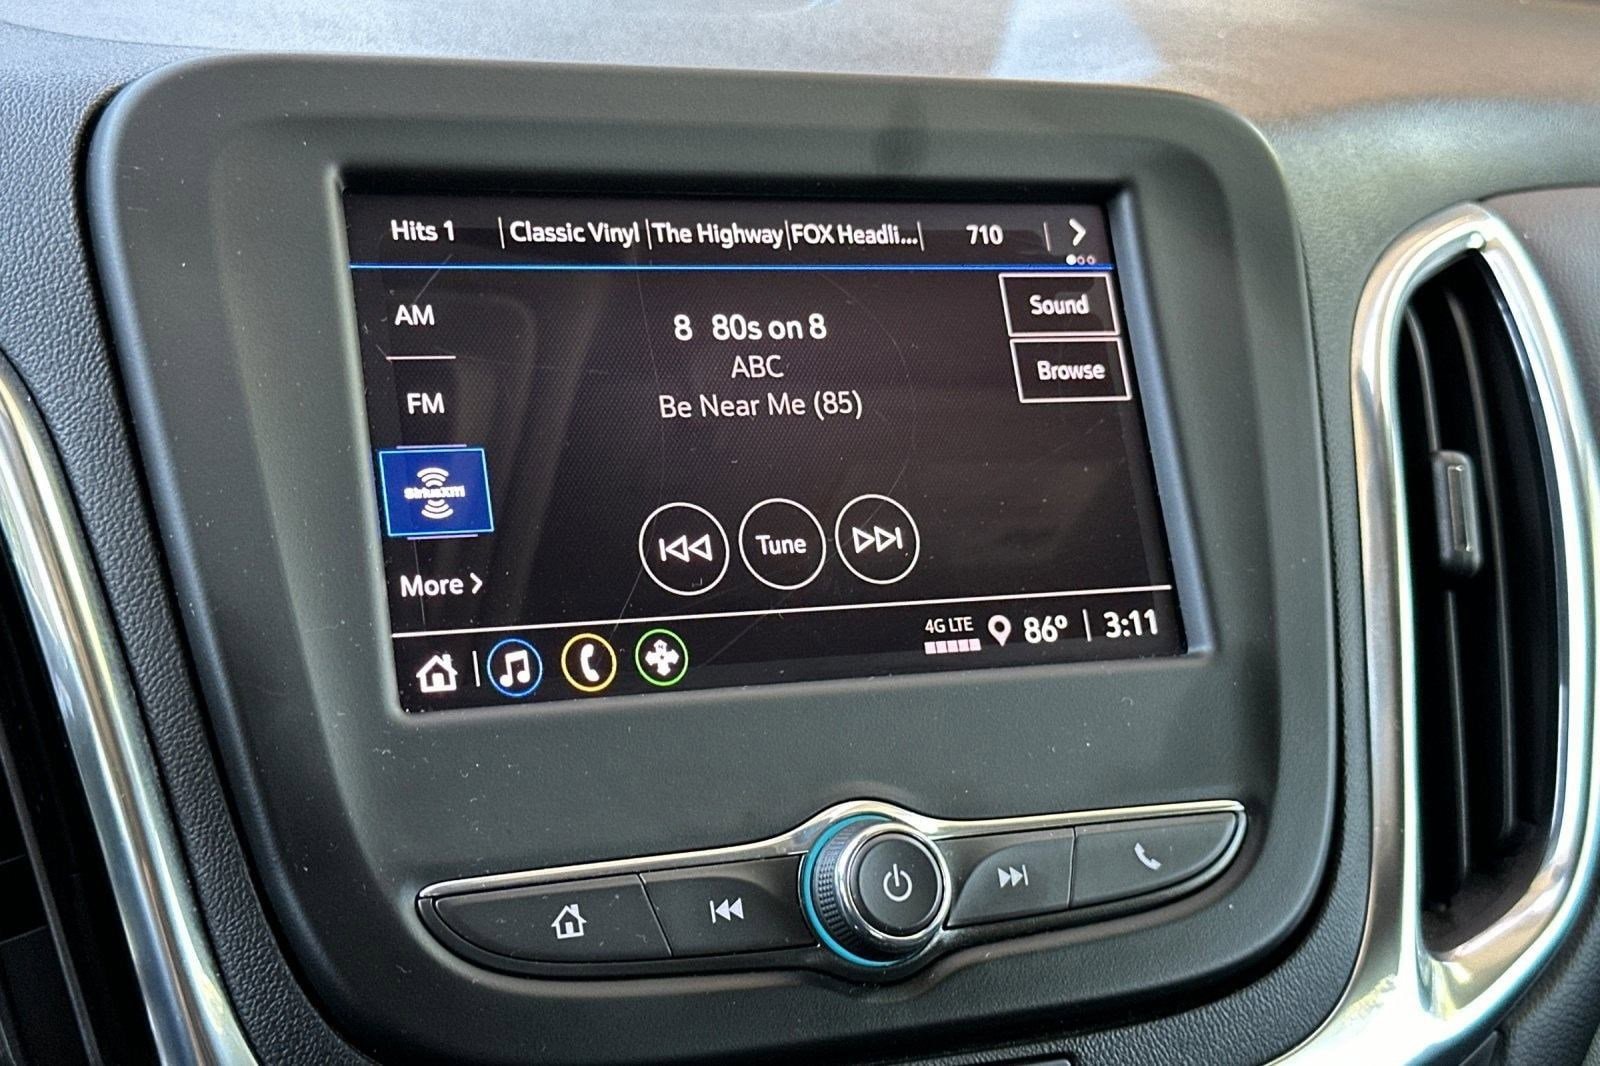 Hits 1 | Classic Vinyl | The Highway | FOX Headli... | 710 |
Sound
AM
8 80s on 8
ABC
Browse
FM
Be Near Me (85)
SiriusXM
Tune
More
4G LTE 86° | 3:11